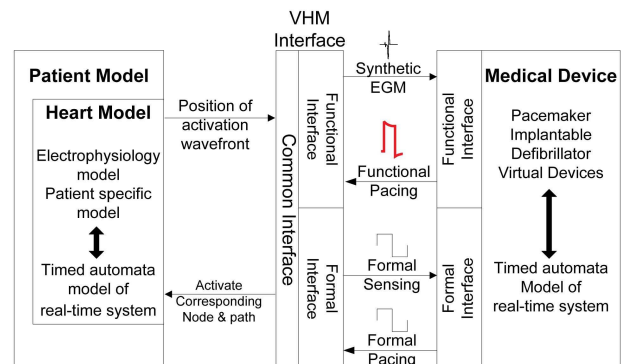 VHM
Interface
Patient Model
Heart Model
Electrophysiology
model
Patient specific
model
Timed automata
model of
real-time system
Position of
activation
wavefront
Activate
Corresponding
Node & path
Common Interface
Functional
Interface
Formal
Interface
Synthetic
EGM
Functional
Pacing
Formal
Sensing
Formal
Pacing
Functional
Interface
Formal
Interface
Medical Device
Pacemaker
Implantable
Defibrillator
Virtual Devices
Timed automata
Model of
real-time system